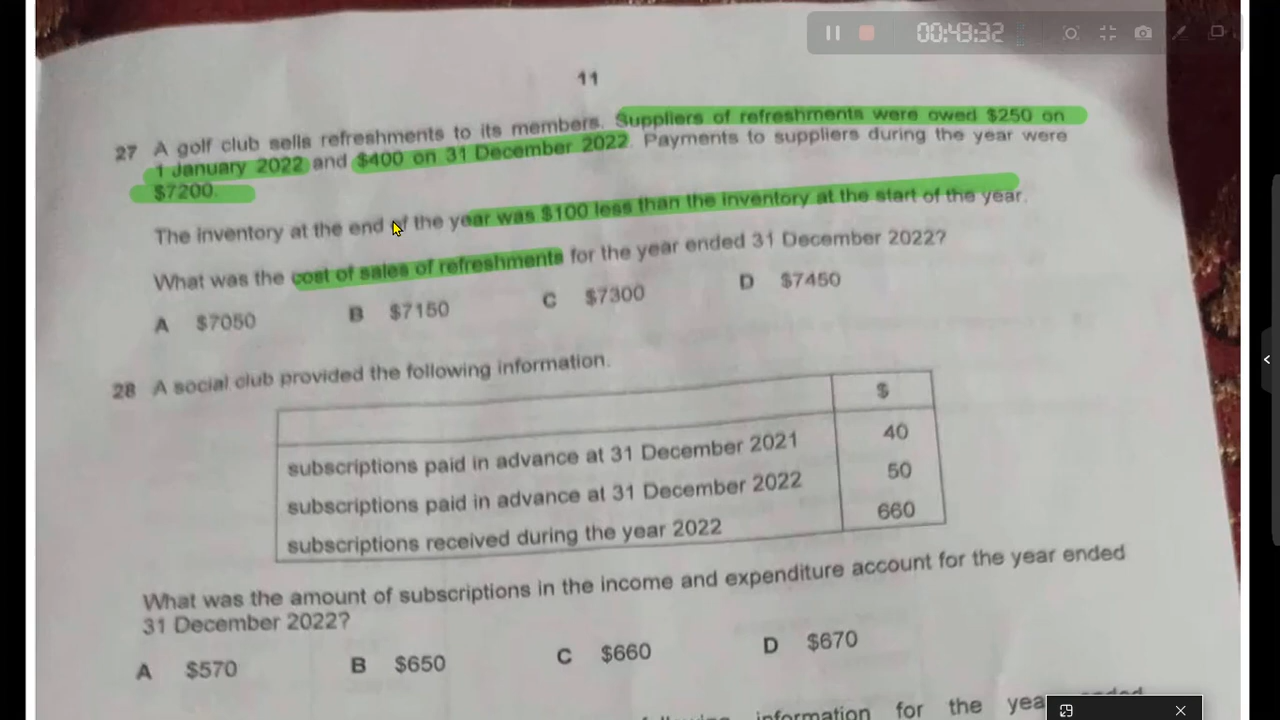 00:43:32
11
27 A golf club sells refreshments to its members. Suppliers of refreshments were owed $250 on
1 January 2022 and $400 on 31 December 2022. Payments to suppliers during the year were
$7200.
The inventory at the end of the year was $100 less than the inventory at the start of the year.
What was the cost of sales of refreshments for the year ended 31 December 2022?
A $7050 B $7150 C $7300 D $7450
28 A social club provided the following information.
$
subscriptions paid in advance at 31 December 2021 40
subscriptions paid in advance at 31 December 2022 50
subscriptions received during the year 2022 660
What was the amount of subscriptions in the income and expenditure account for the year ended
31 December 2022?
A $570 B $650 C $660 D $670
information for the year ended